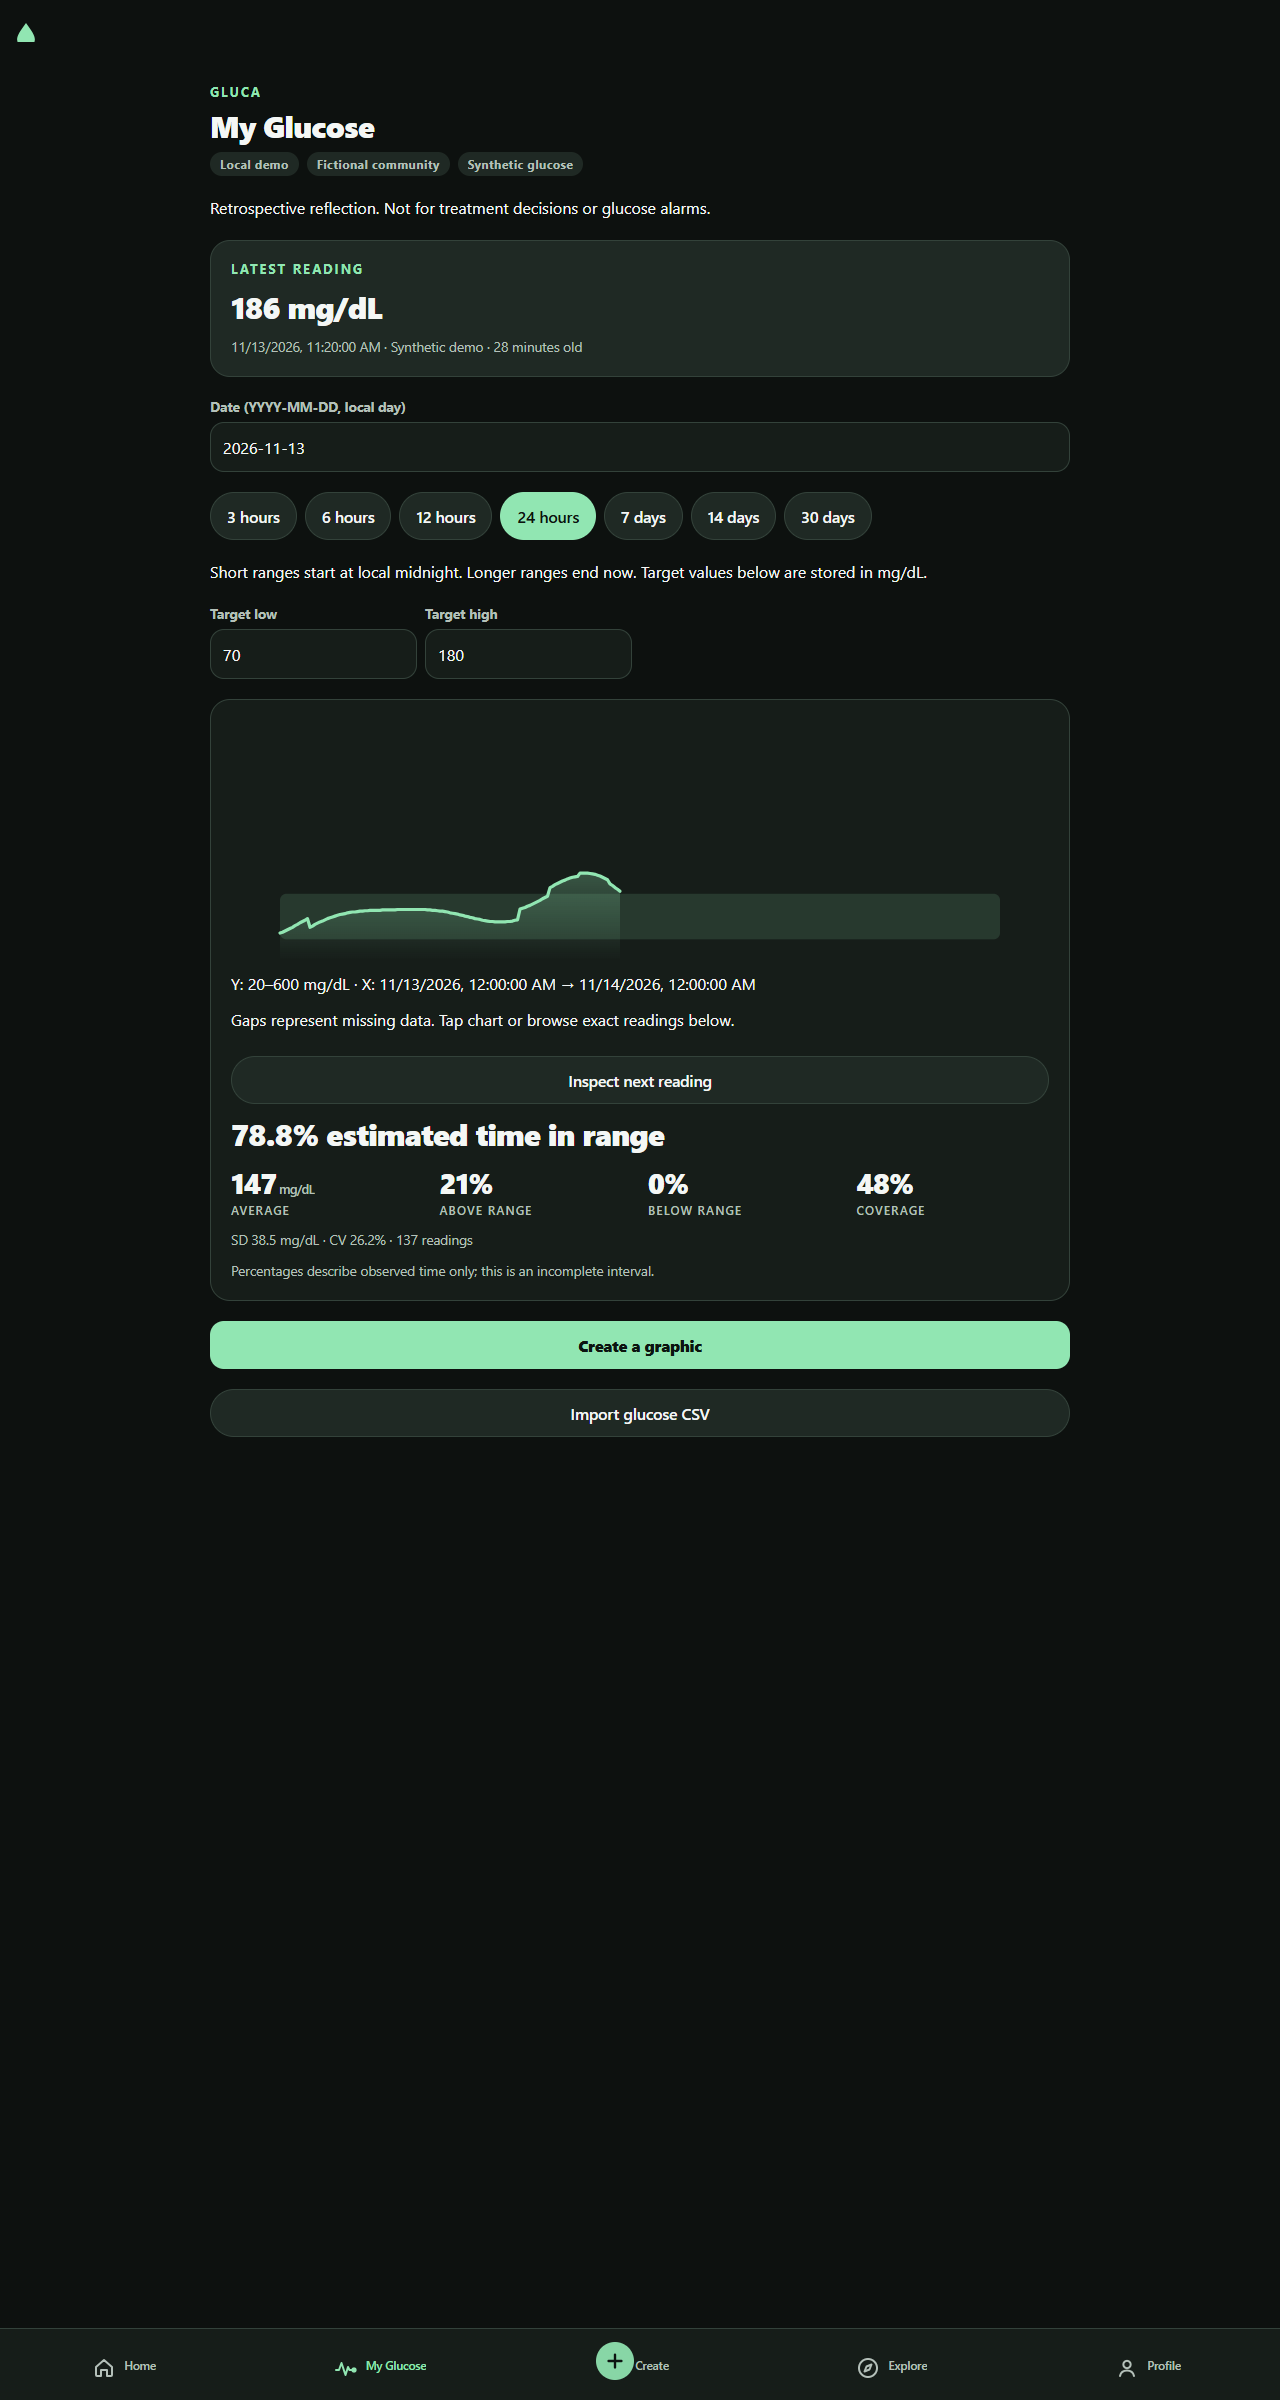 GLUCA
My Glucose
Local demo Fictional community Synthetic glucose
Retrospective reflection. Not for treatment decisions or glucose alarms.
LATEST READING
186 mg/dL
11/13/2026, 11:20:00 AM · Synthetic demo · 28 minutes old
Date (YYYY-MM-DD, local day)
2026-11-13
3 hours 6 hours 12 hours 24 hours 7 days 14 days 30 days
Short ranges start at local midnight. Longer ranges end now. Target values below are stored in mg/dL.
Target low Target high
70 180
Y: 20–600 mg/dL · X: 11/13/2026, 12:00:00 AM → 11/14/2026, 12:00:00 AM
Gaps represent missing data. Tap chart or browse exact readings below.
Inspect next reading
78.8% estimated time in range
147 mg/dL 21% 0% 48%
AVERAGE ABOVE RANGE BELOW RANGE COVERAGE
SD 38.5 mg/dL · CV 26.2% · 137 readings
Percentages describe observed time only; this is an incomplete interval.
Create a graphic
Import glucose CSV
Home My Glucose Create Explore Profile